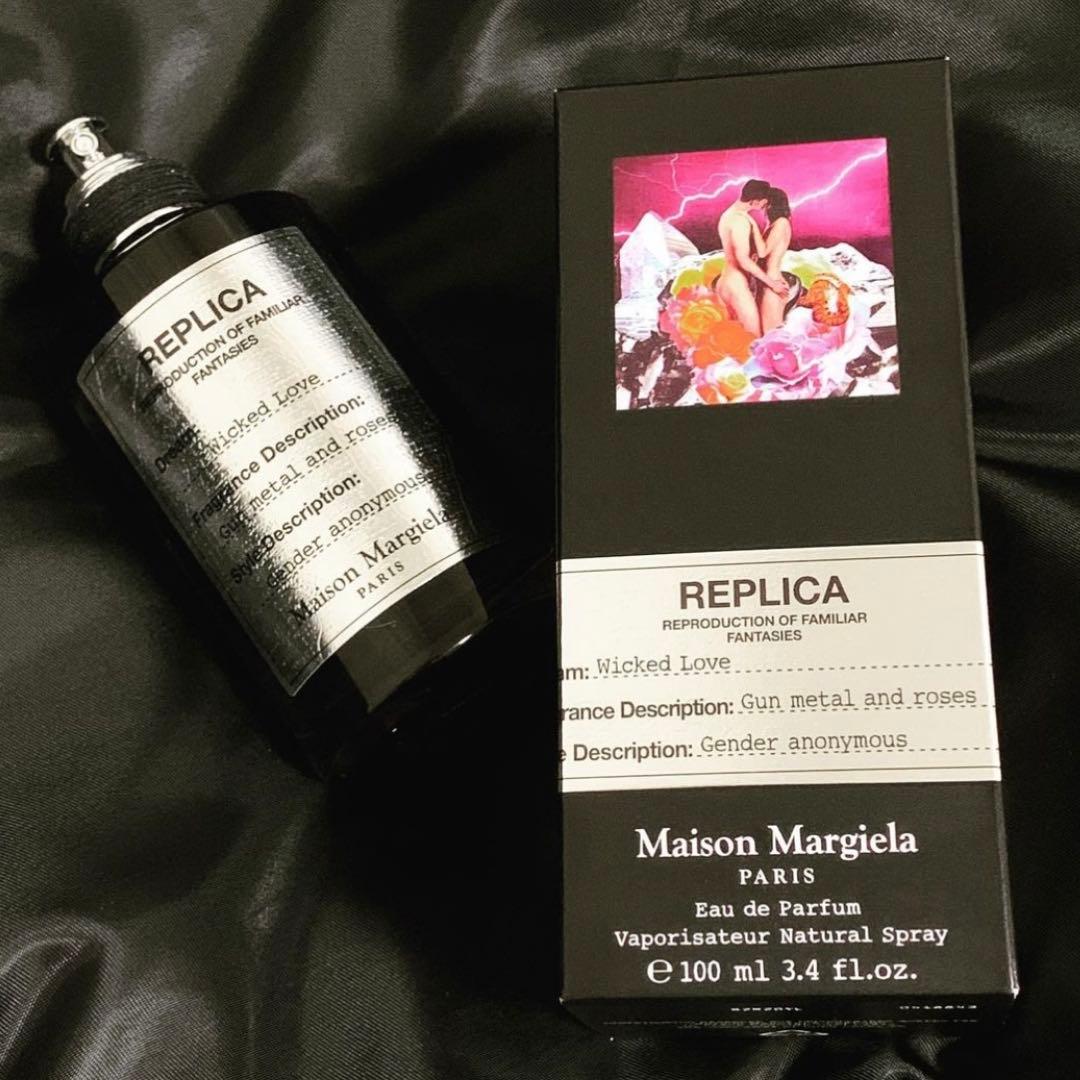 REPLICA
REPRODUCTION OF FAMILIAR
FANTASIES
Wicked Love
Fragrance Description:
Gun metal and roses
Style Description:
Gender anonymous
Maison Margiela
PARIS
REPLICA
REPRODUCTION OF FAMILIAR
FANTASIES
am: Wicked Love
rance Description: Gun metal and roses
e Description: Gender anonymous
Maison Margiela
PARIS
Eau de Parfum
Vaporisateur Natural Spray
℮ 100 ml 3.4 fl.oz.